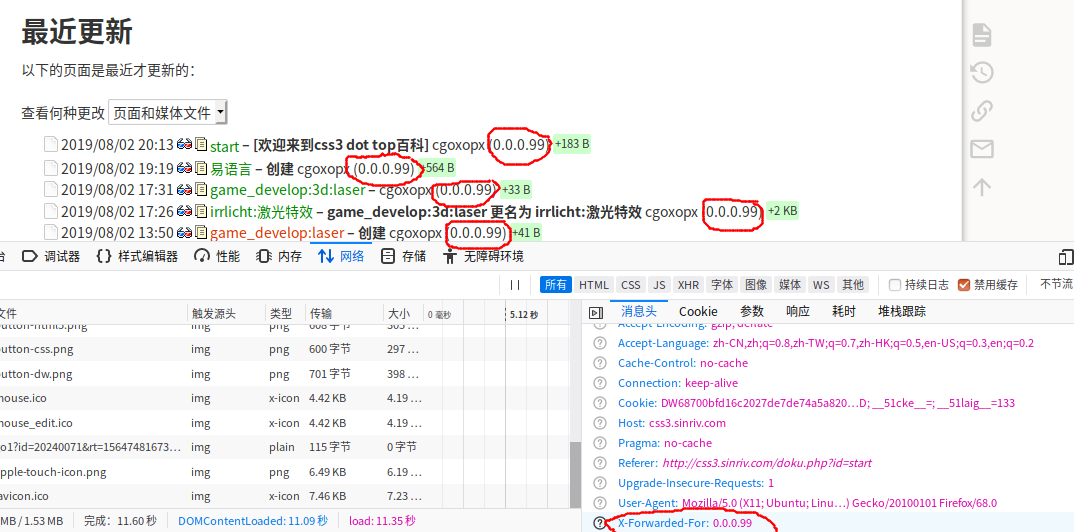 最近更新
以下的页面是最近才更新的：
查看何种更改 页面和媒体文件
2019/08/02 20:13 start – [欢迎来到css3 dot top百科] cgoxopx (0.0.0.99) +183 B
2019/08/02 19:19 易语言 – 创建 cgoxopx (0.0.0.99) +564 B
2019/08/02 17:31 game_develop:3d:laser – cgoxopx (0.0.0.99) +33 B
2019/08/02 17:26 irrlicht:激光特效 – game_develop:3d:laser 更名为 irrlicht:激光特效 cgoxopx (0.0.0.99) +2 KB
2019/08/02 13:50 game_develop:laser – 创建 cgoxopx (0.0.0.99) +41 B
台 调试器 {} 样式编辑器 性能 内存 网络 存储 无障碍环境
所有 HTML CSS JS XHR 字体 图像 媒体 WS 其他 持续日志 禁用缓存 不节流
文件 触发源头 类型 传输 大小 0 毫秒 5.12 秒
utton-html5.png img png 608 字节 305 …
utton-css.png img png 600 字节 297 …
utton-dw.png img png 701 字节 398 …
ouse.ico img x-icon 4.42 KB 4.19 …
ouse_edit.ico img x-icon 4.42 KB 4.19 …
o1?id=20240071&rt=15647481673… img plain 115 字节 0 字节
pple-touch-icon.png img png 6.49 KB 6.19 …
avicon.ico img x-icon 7.46 KB 7.23 …
MB / 1.53 MB 完成：11.60 秒 DOMContentLoaded: 11.09 秒 load: 11.35 秒
消息头 Cookie 参数 响应 耗时 堆栈跟踪
Accept-Encoding: gzip, deflate
Accept-Language: zh-CN,zh;q=0.8,zh-TW;q=0.7,zh-HK;q=0.5,en-US;q=0.3,en;q=0.2
Cache-Control: no-cache
Connection: keep-alive
Cookie: DW68700bfd16c2027de7de74a5a820…D; __51cke__=; __51laig__=133
Host: css3.sinriv.com
Pragma: no-cache
Referer: http://css3.sinriv.com/doku.php?id=start
Upgrade-Insecure-Requests: 1
User-Agent: Mozilla/5.0 (X11; Ubuntu; Linu…) Gecko/20100101 Firefox/68.0
X-Forwarded-For: 0.0.0.99